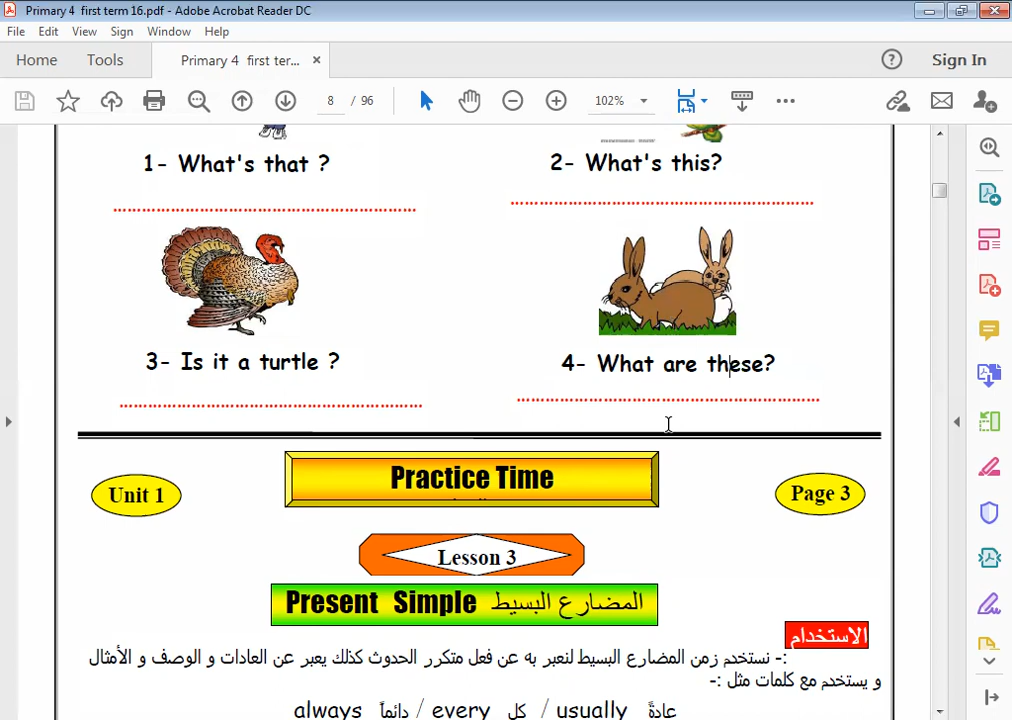 Primary 4 first term 16.pdf - Adobe Acrobat Reader DC
File Edit View Sign Window Help
Home Tools Primary 4 first ter... × ? Sign In
8 / 96 102%
1- What's that ? 2- What's this?
................................................................ ................................................................
3- Is it a turtle ? 4- What are these?
................................................................ ................................................................
Unit 1 Practice Time Page 3
Lesson 3
Present Simple المضارع البسيط
الاستخدام
:- نستخدم زمن المضارع البسيط لنعبر به عن فعل متكرر الحدوث كذلك يعبر عن العادات و الوصف و الأمثال
و يستخدم مع كلمات مثل :-
always دائماً / every كل / usually عادةً